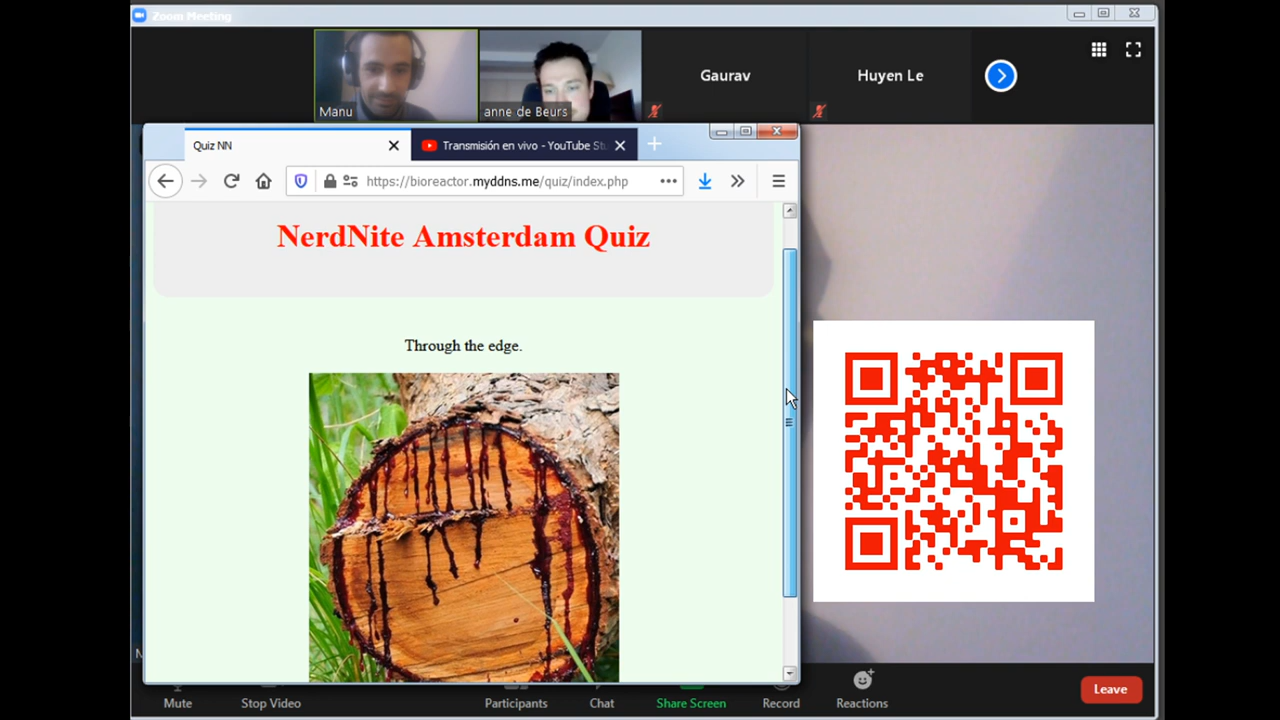 Zoom Meeting
Manu
anne de Beurs
Gaurav
Huyen Le
Quiz NN
Transmisión en vivo - YouTube St
https://bioreactor.myddns.me/quiz/index.php
NerdNite Amsterdam Quiz
Through the edge.
Mute
Stop Video
Participants
Chat
Share Screen
Record
Reactions
Leave